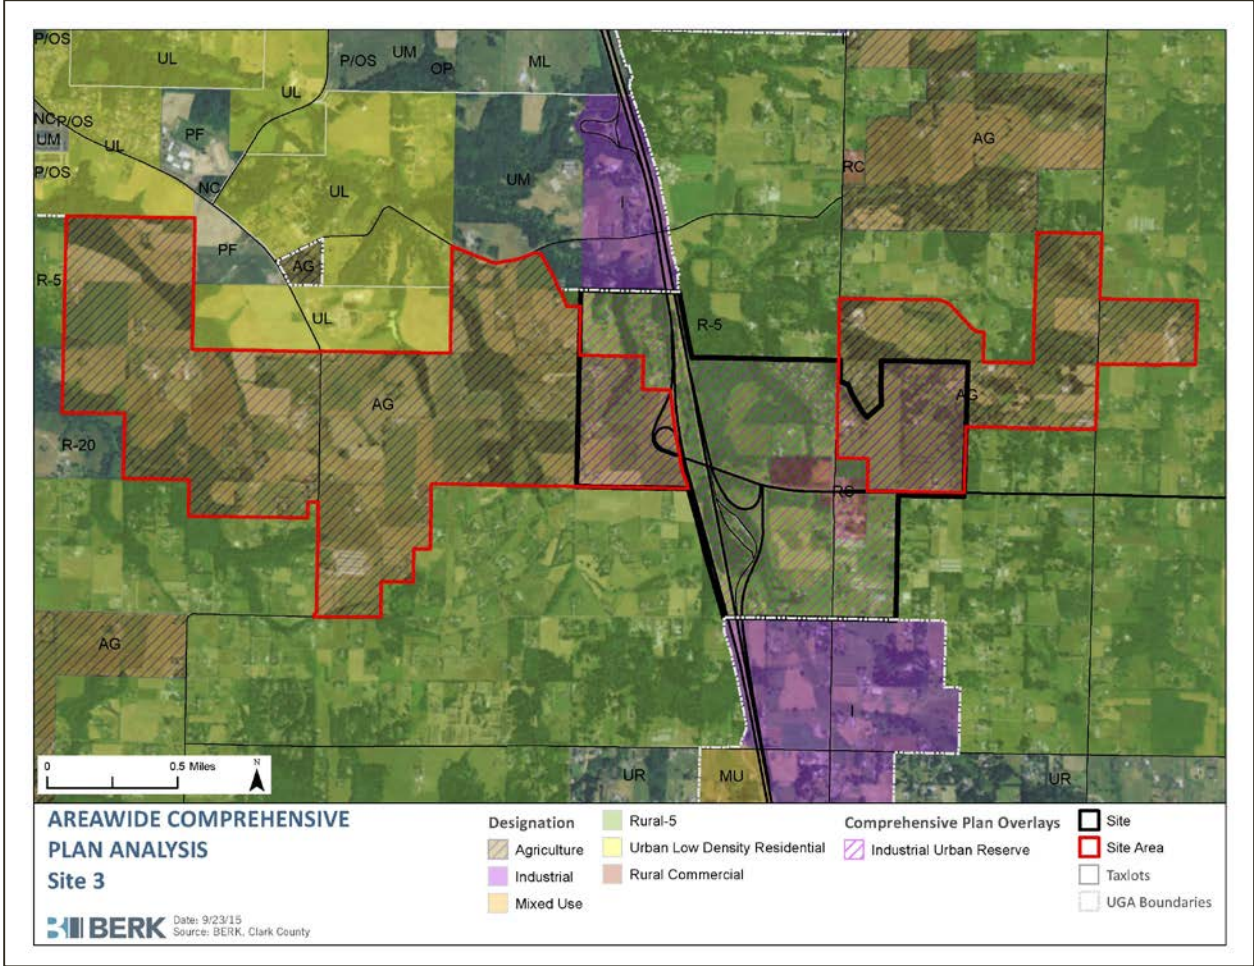 P/OS
UL
P/OS
UM
OP
ML
UL
NC
P/OS
UM
UL
PF
P/OS
NC
UL
UM
I
RC
AG
PF
AG
R-5
UL
R-5
AG
AG
R-20
RC
AG
I
UR
MU
UR
0 0.5 Miles
N
AREAWIDE COMPREHENSIVE
PLAN ANALYSIS
Site 3
BERK
Date: 9/23/15
Source: BERK, Clark County
Designation
Agriculture
Industrial
Mixed Use
Rural-5
Urban Low Density Residential
Rural Commercial
Comprehensive Plan Overlays
Industrial Urban Reserve
Site
Site Area
Taxlots
UGA Boundaries